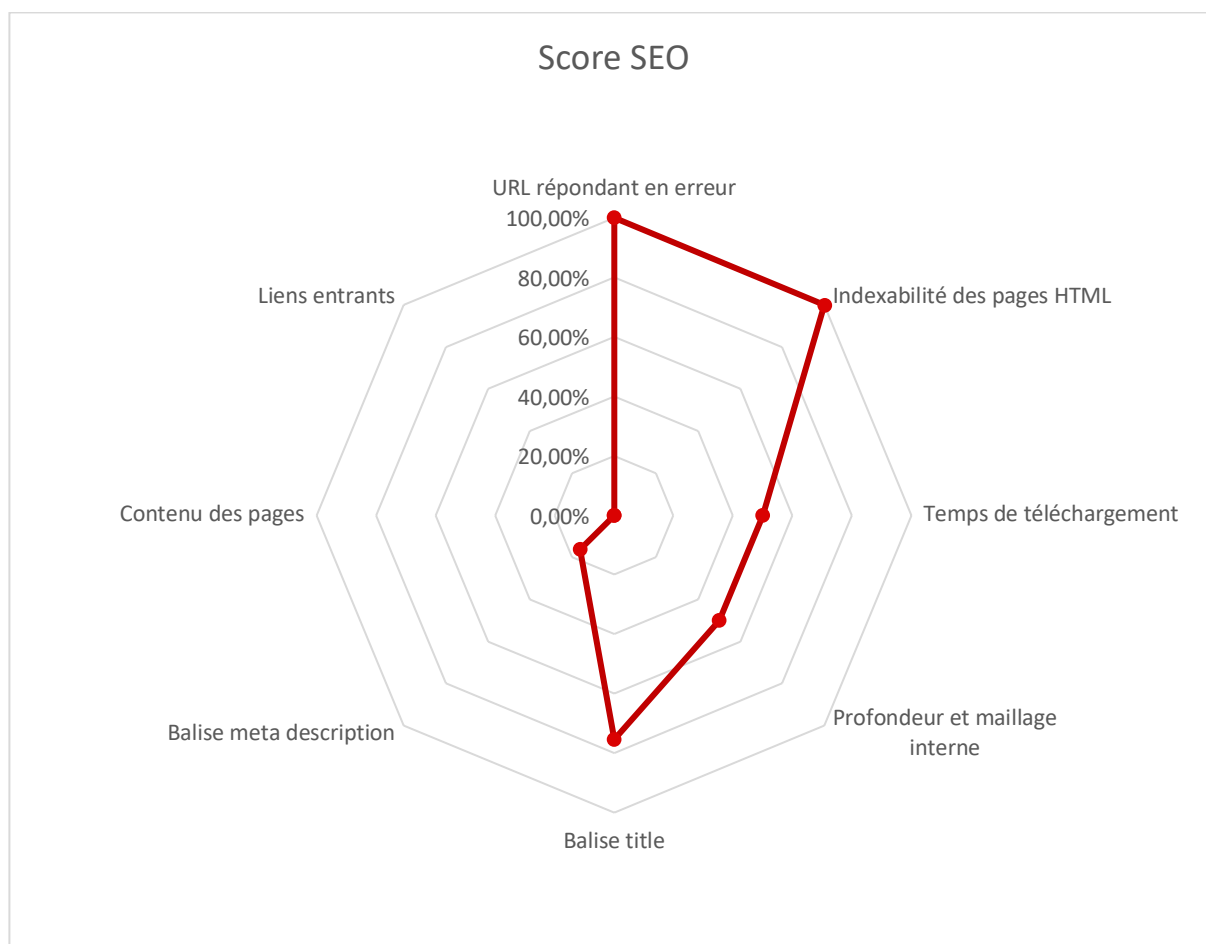 Score SEO
URL répondant en erreur
100,00%
80,00%
60,00%
40,00%
20,00%
0,00%
Indexabilité des pages HTML
Temps de téléchargement
Profondeur et maillage
interne
Balise title
Balise meta description
Contenu des pages
Liens entrants